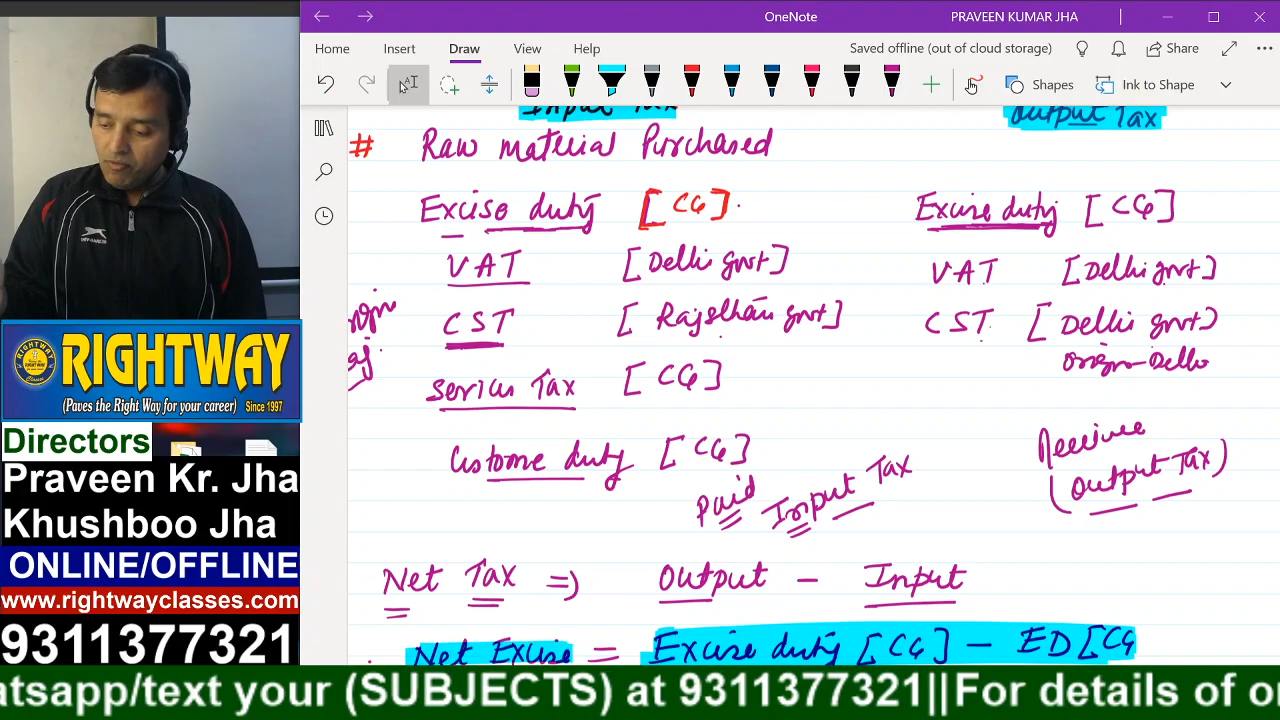 OneNote
PRAVEEN KUMAR JHA
Home Insert Draw View Help
Saved offline (out of cloud storage)
Share
Shapes
Ink to Shape
Input Tax
Output Tax
# Raw material Purchased
Excise duty [CG]
Excise duty [CG]
VAT [Delhi govt]
VAT [Delhi govt]
CST [Rajsthan govt]
CST [Delhi govt]
origin
origin-Delhi
Service Tax [CG]
Custome duty [CG]
Paid Input Tax
Receive
(Output Tax)
Net Tax => Output - Input
Net Excise = Excise duty [CG] - ED [CG
RIGHTWAY
Classes
(Paves the Right Way for your career) Since 1997
Directors
Praveen Kr. Jha
Khushboo Jha
ONLINE/OFFLINE
www.rightwayclasses.com
9311377321
atsapp/text your (SUBJECTS) at 9311377321||For details of o